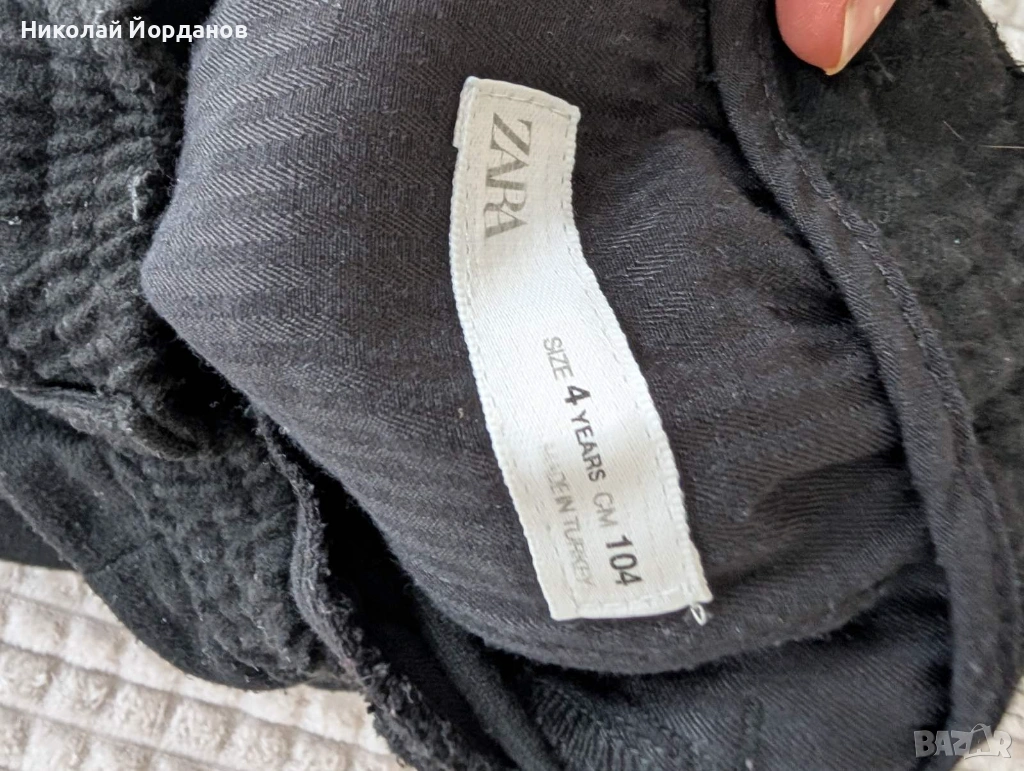 Николай Йорданов
ZARA
SIZE 4 YEARS CM 104
MADE IN TURKEY
BAZAR